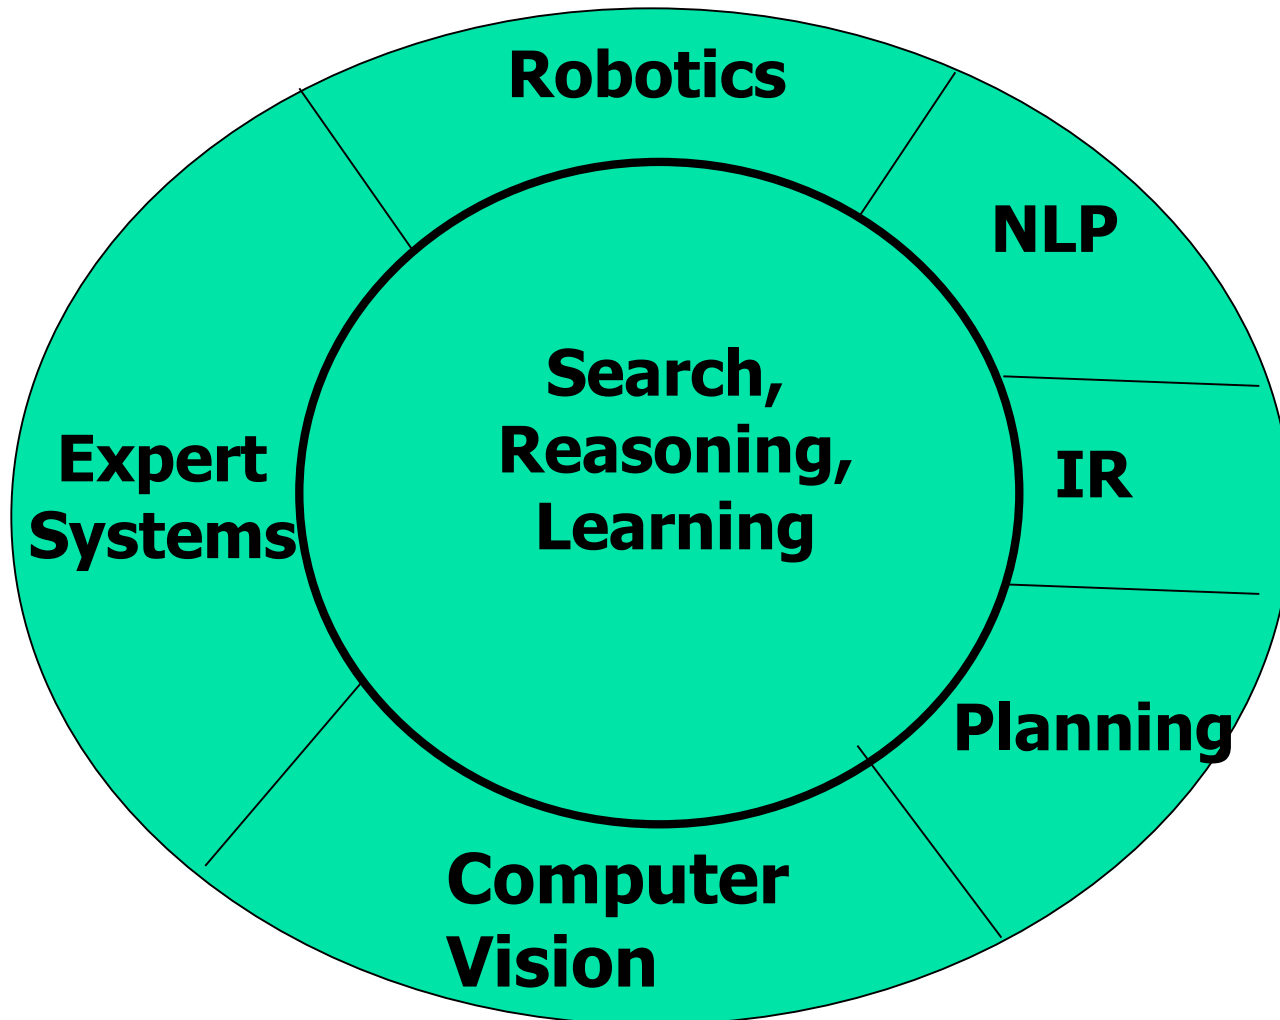 Robotics
NLP
Search,
Reasoning,
Learning
Expert
Systems
IR
Planning
Computer
Vision